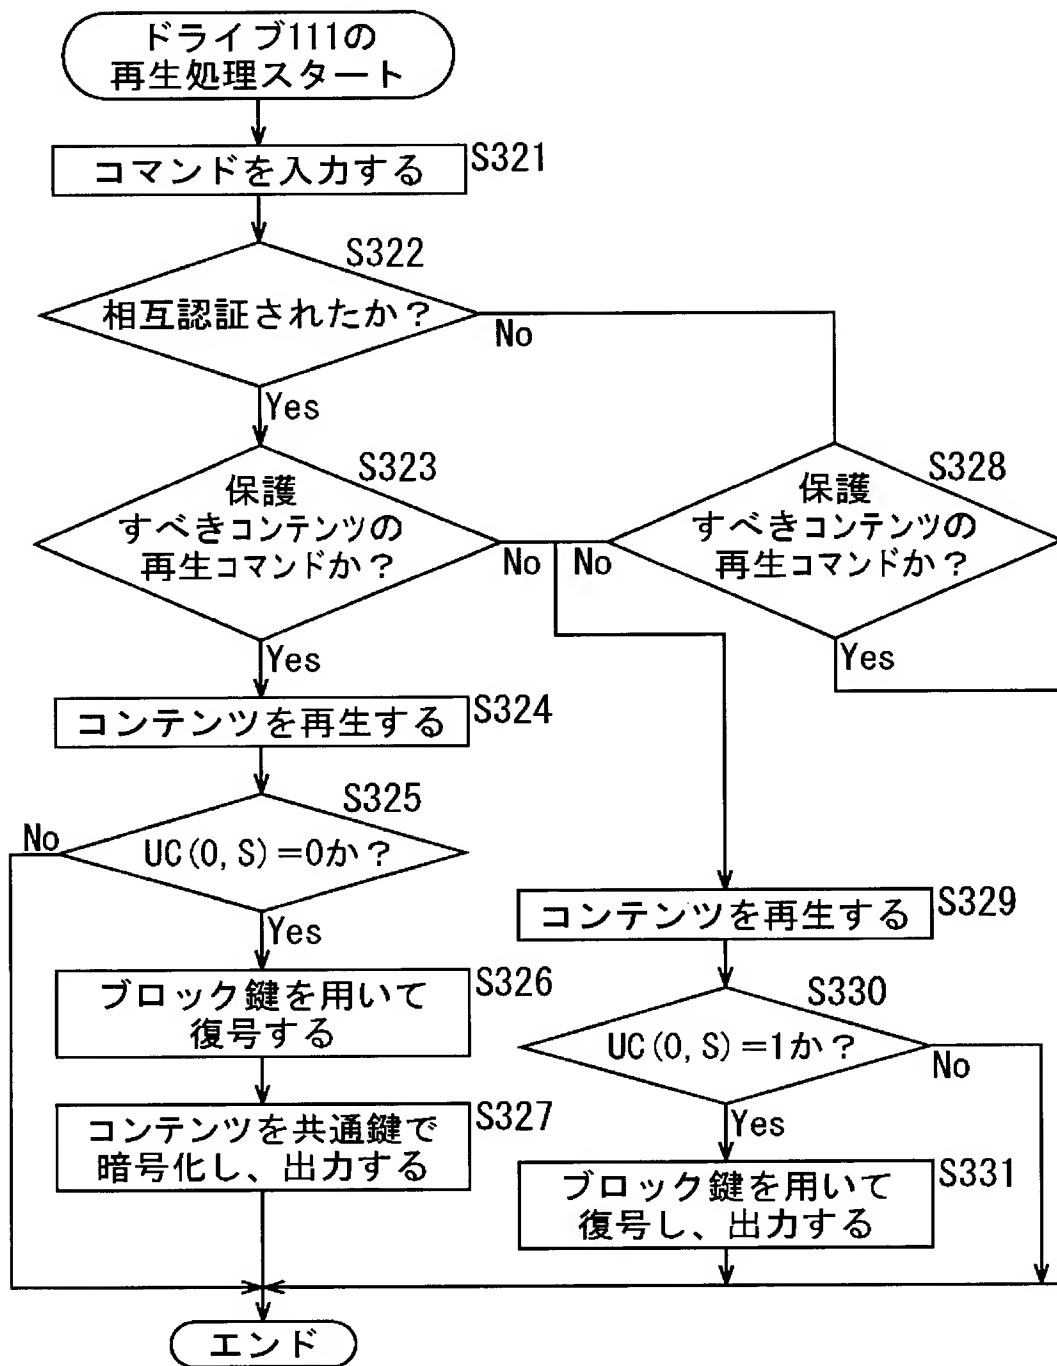 ドライブ111の
再生処理スタート
コマンドを入力する
S321
S322
相互認証されたか？
No
Yes
S323
保護
すべきコンテンツの
再生コマンドか？
No
Yes
S328
保護
すべきコンテンツの
再生コマンドか？
No
Yes
コンテンツを再生する
S324
S325
UC(O,S)=0か？
No
Yes
ブロック鍵を用いて
復号する
S326
コンテンツを共通鍵で
暗号化し、出力する
S327
コンテンツを再生する
S329
S330
UC(O,S)=1か？
No
Yes
ブロック鍵を用いて
復号し、出力する
S331
エンド